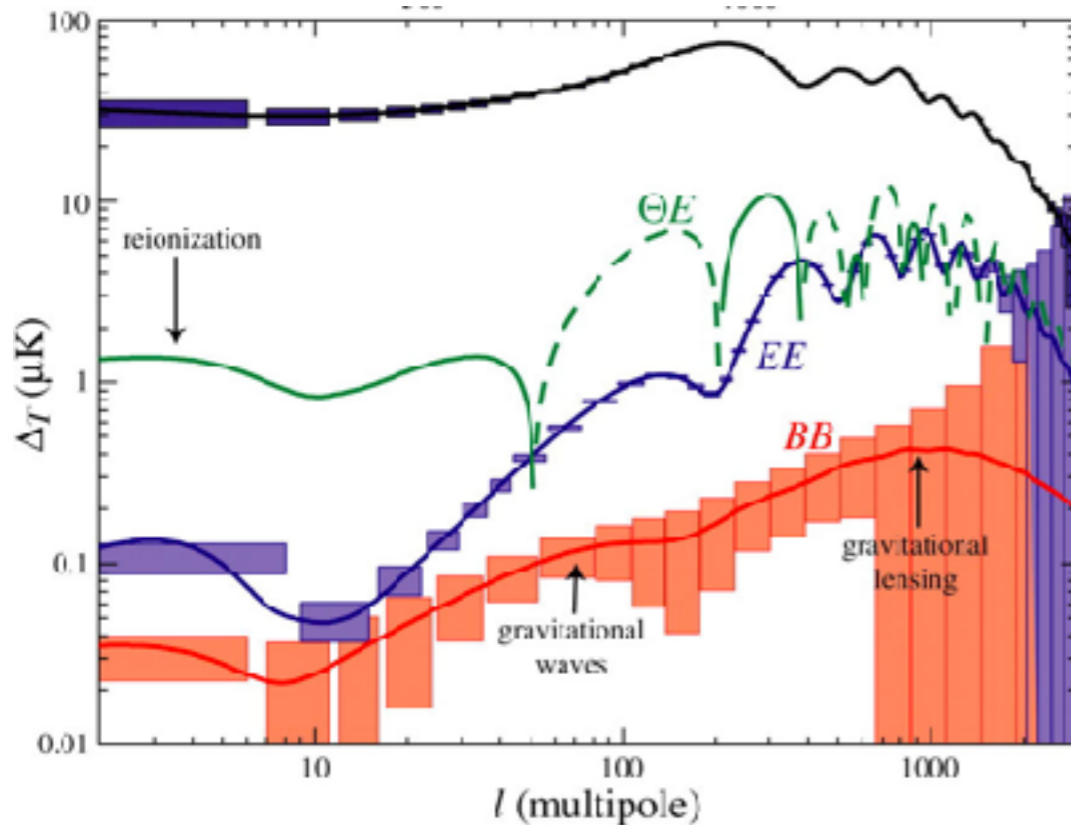 100
10
1
0.1
0.01
Δ_T (μK)
reionization
ΘE
EE
BB
gravitational
waves
gravitational
lensing
10
100
1000
l (multipole)